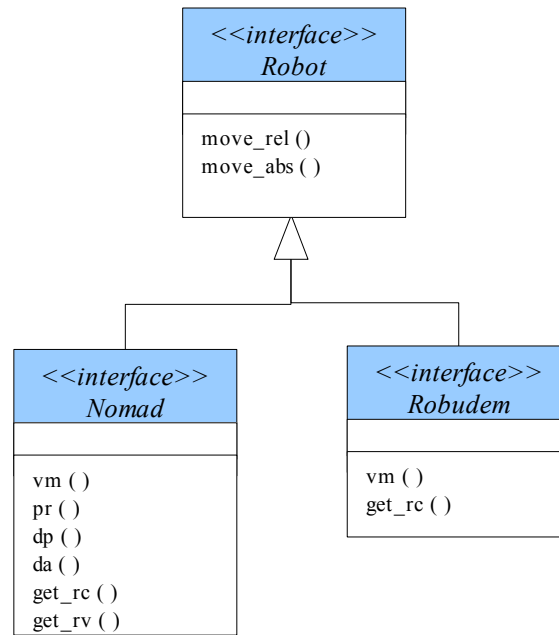 <<interface>>
Robot
move_rel ()
move_abs ( )
<<interface>>
Nomad
vm ( )
pr ( )
dp ( )
da ( )
get_rc ( )
get_rv ( )
<<interface>>
Robudem
vm ( )
get_rc ( )